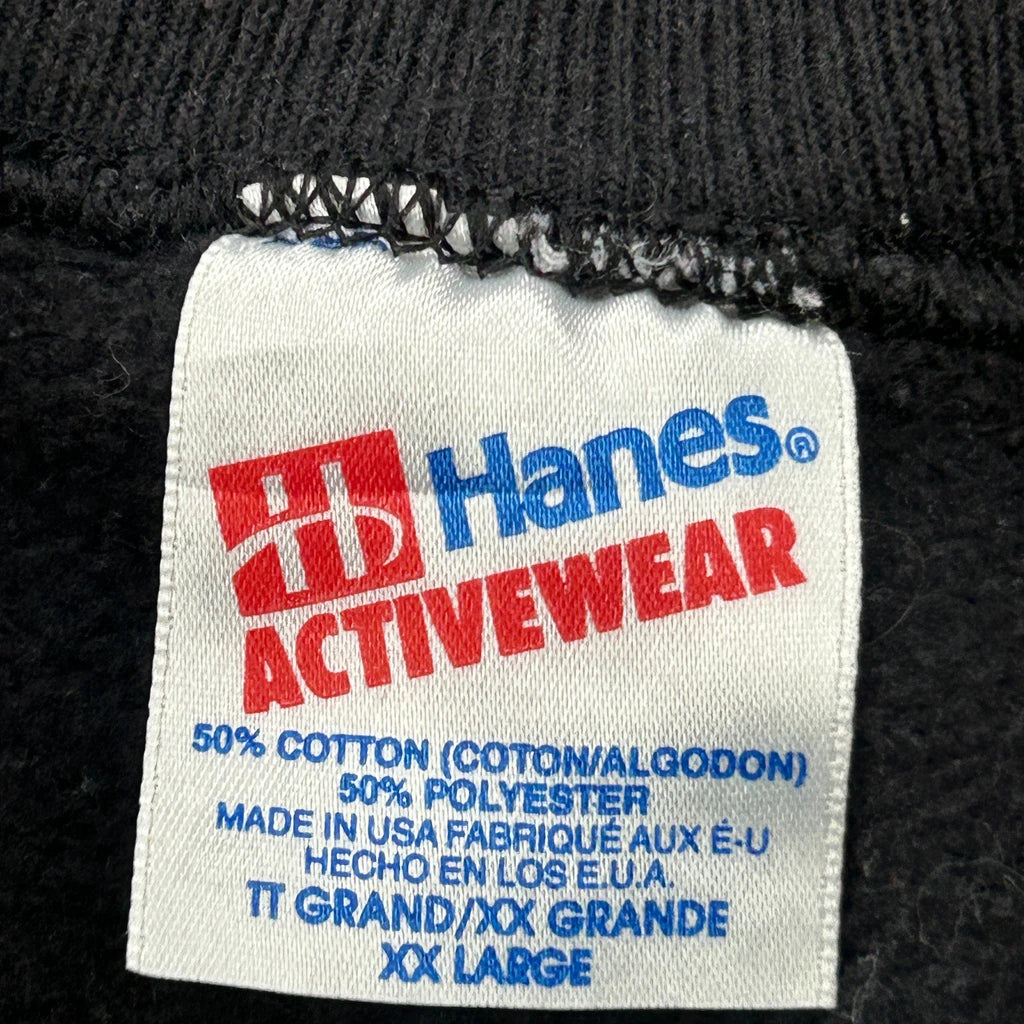 Hanes®
ACTIVEWEAR
50% COTTON (COTON/ALGODON)
50% POLYESTER
MADE IN USA FABRIQUÉ AUX É-U
HECHO EN LOS E.U.A.
TT GRAND/XX GRANDE
XX LARGE